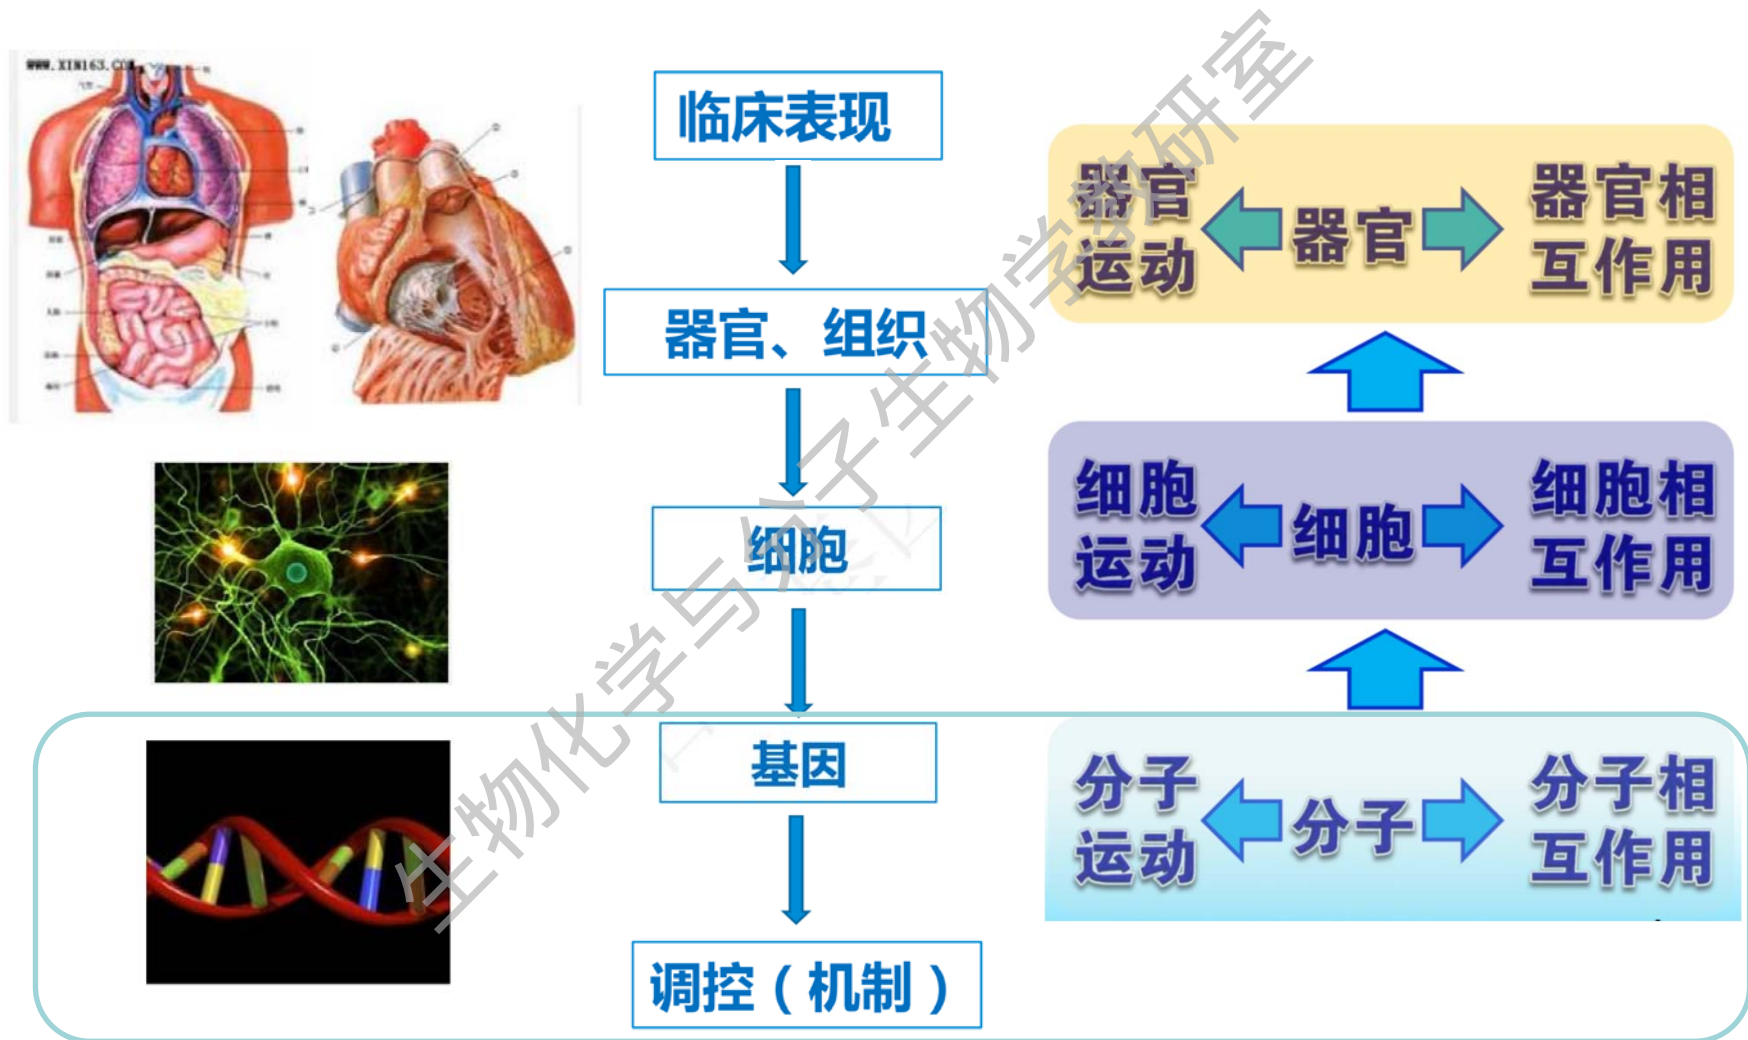 WWW.XIN163.COM
临床表现
器官、组织
细胞
基因
调控（机制）
器官
运动
器官
器官相
互作用
细胞
运动
细胞
细胞相
互作用
分子
运动
分子
分子相
互作用
生物化学与分子生物学教研室